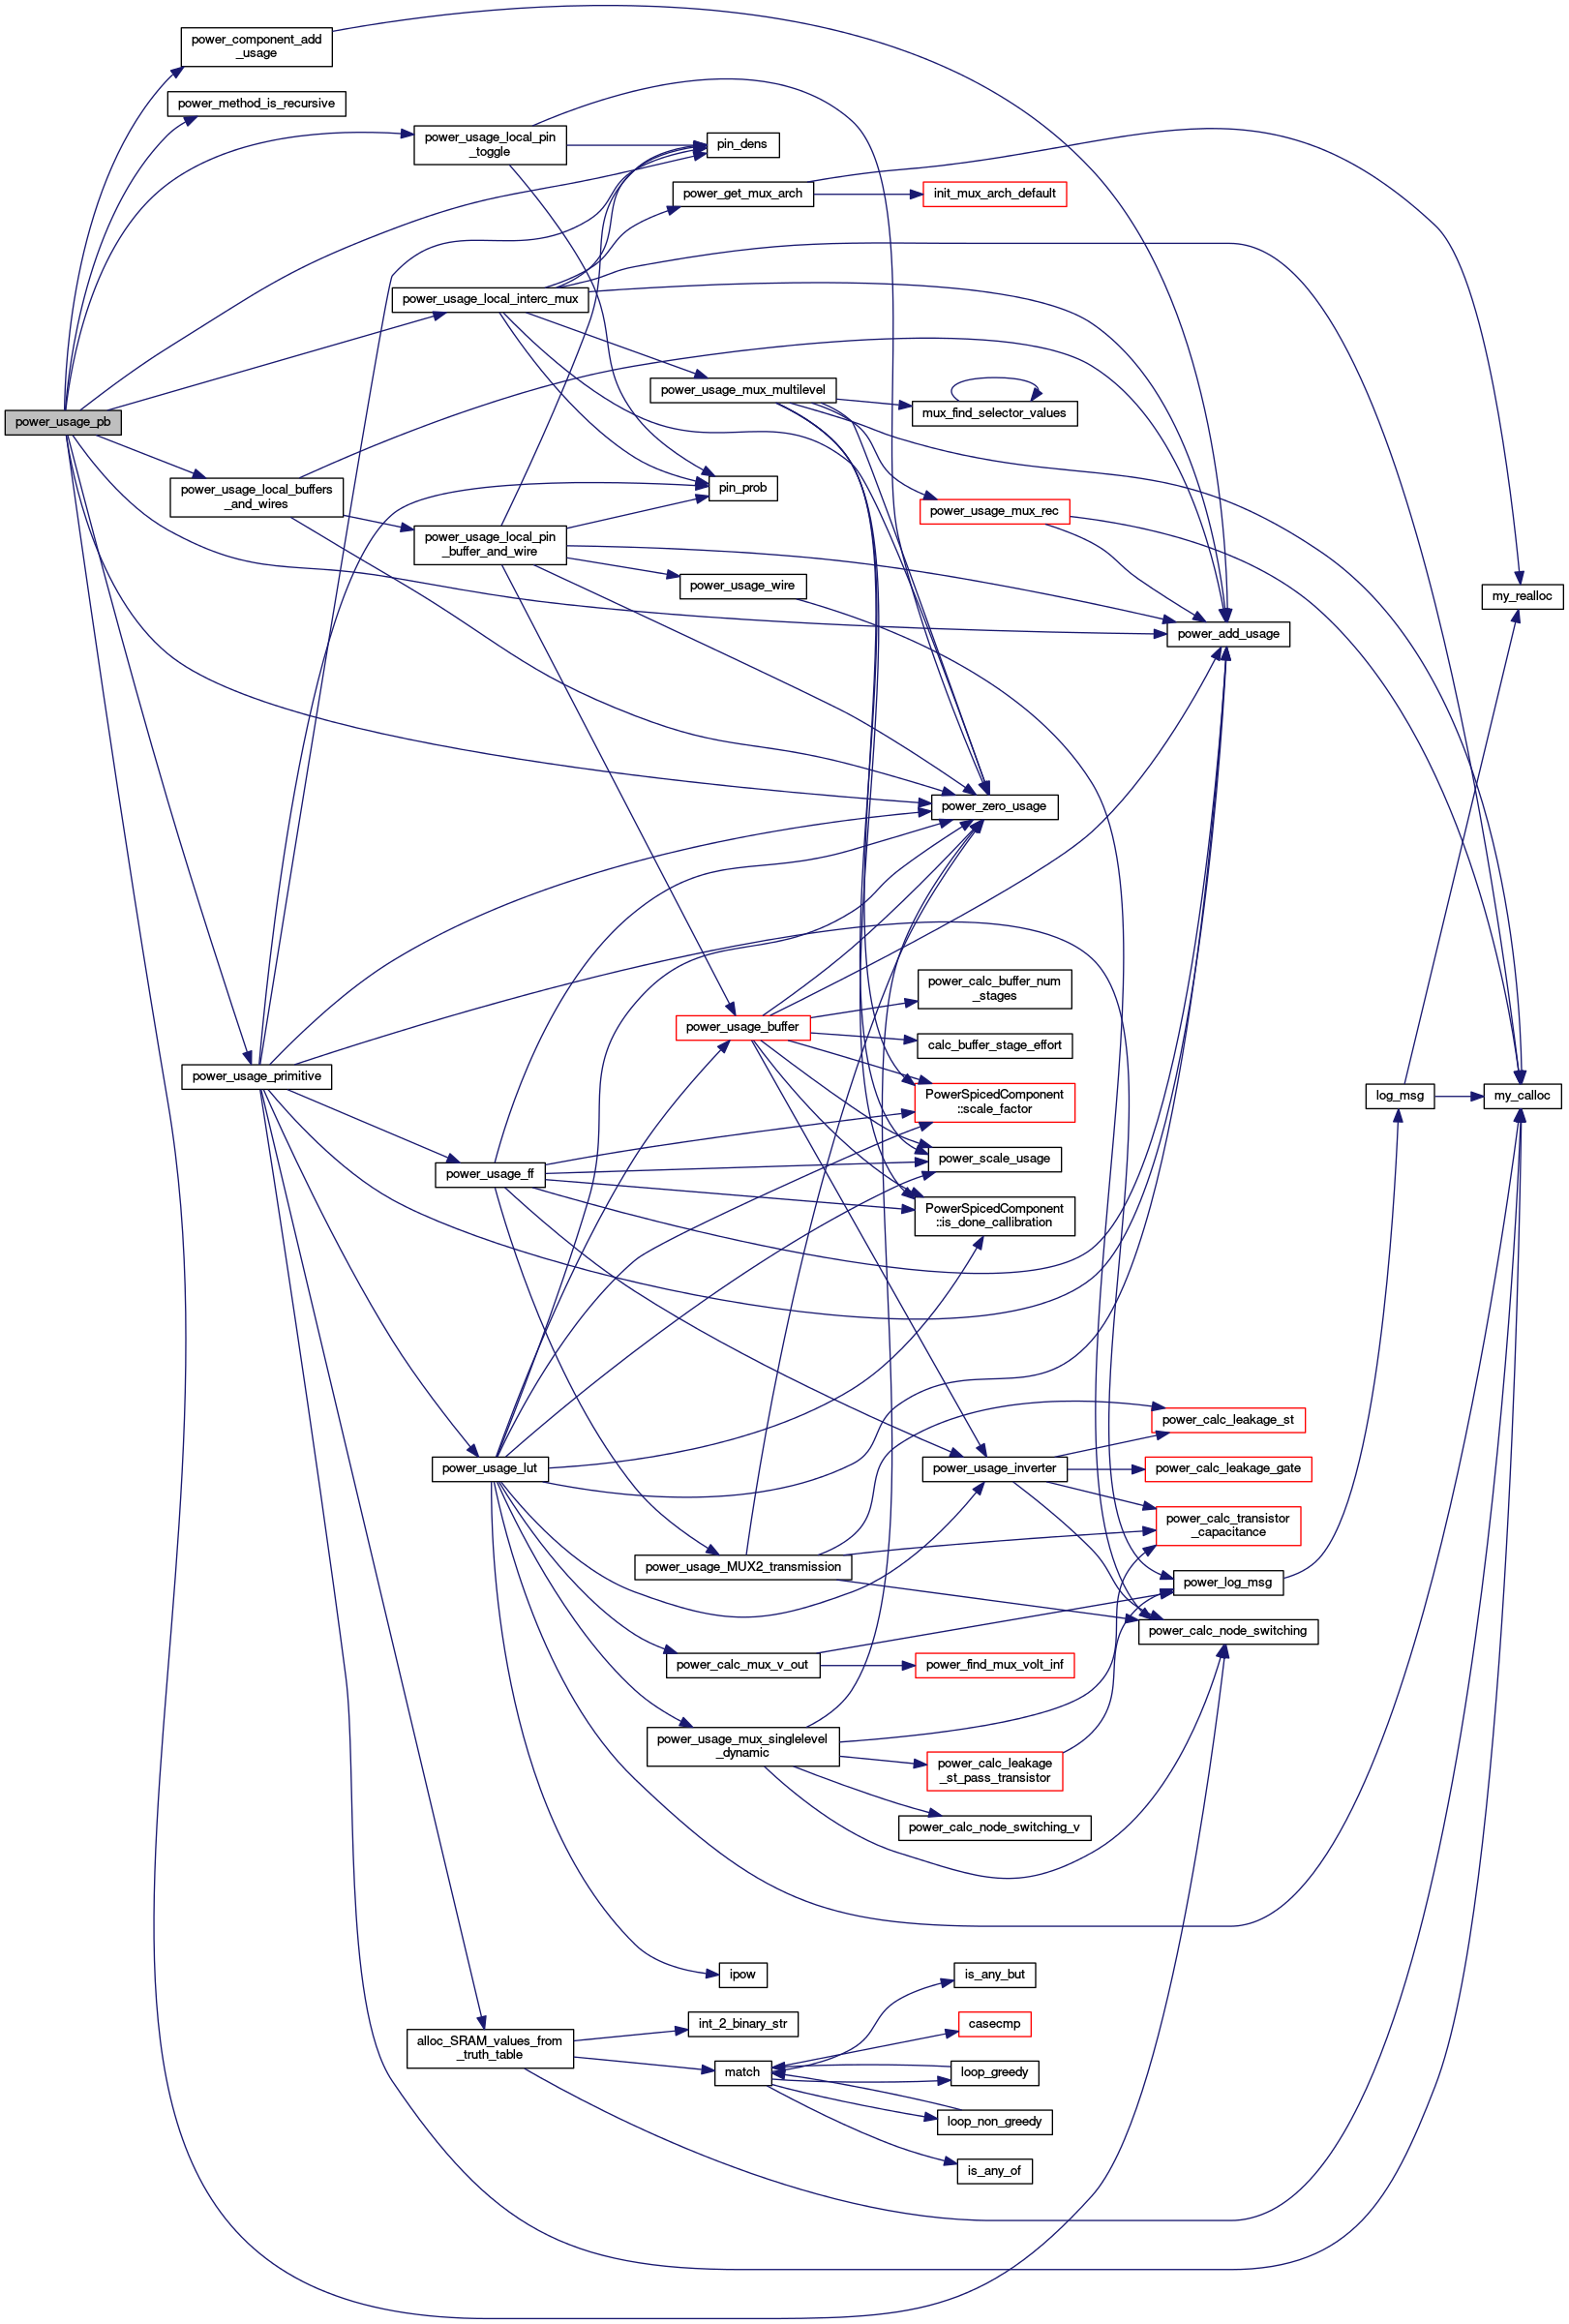 power_component_add
_usage
power_method_is_recursive
power_usage_local_pin
_toggle
pin_dens
power_get_mux_arch
init_mux_arch_default
power_usage_local_interc_mux
power_usage_mux_multilevel
mux_find_selector_values
power_usage_pb
power_usage_local_buffers
_and_wires
pin_prob
power_usage_mux_rec
power_usage_local_pin
_buffer_and_wire
power_usage_wire
my_realloc
power_add_usage
power_zero_usage
power_calc_buffer_num
_stages
power_usage_buffer
calc_buffer_stage_effort
power_usage_primitive
PowerSpicedComponent
::scale_factor
log_msg
my_calloc
power_usage_ff
power_scale_usage
PowerSpicedComponent
::is_done_callibration
power_calc_leakage_st
power_usage_lut
power_usage_inverter
power_calc_leakage_gate
power_calc_transistor
_capacitance
power_usage_MUX2_transmission
power_log_msg
power_calc_node_switching
power_calc_mux_v_out
power_find_mux_volt_inf
power_usage_mux_singlelevel
_dynamic
power_calc_leakage
_st_pass_transistor
power_calc_node_switching_v
ipow
is_any_but
int_2_binary_str
casecmp
alloc_SRAM_values_from
_truth_table
match
loop_greedy
loop_non_greedy
is_any_of